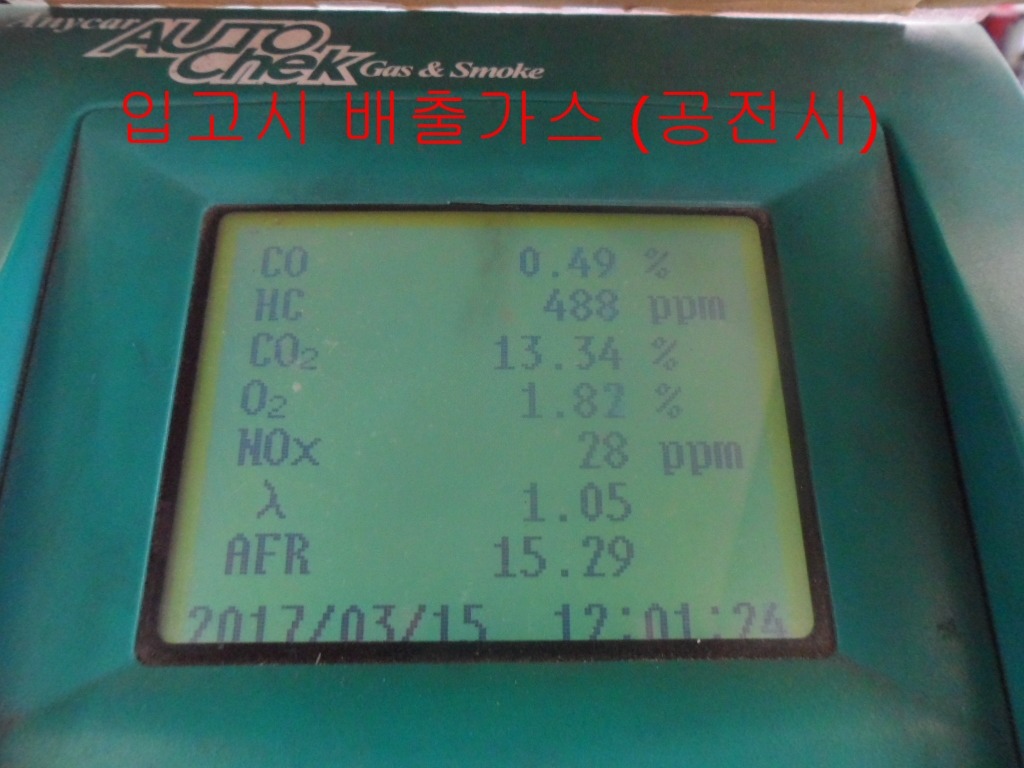 Anycar AUTO Chek Gas & Smoke
입고시 배출가스 (공전시)
CO 0.49 %
HC 488 ppm
CO₂ 13.34 %
O₂ 1.82 %
NOx 28 ppm
λ 1.05
AFR 15.29
2017/03/15 12:01:24